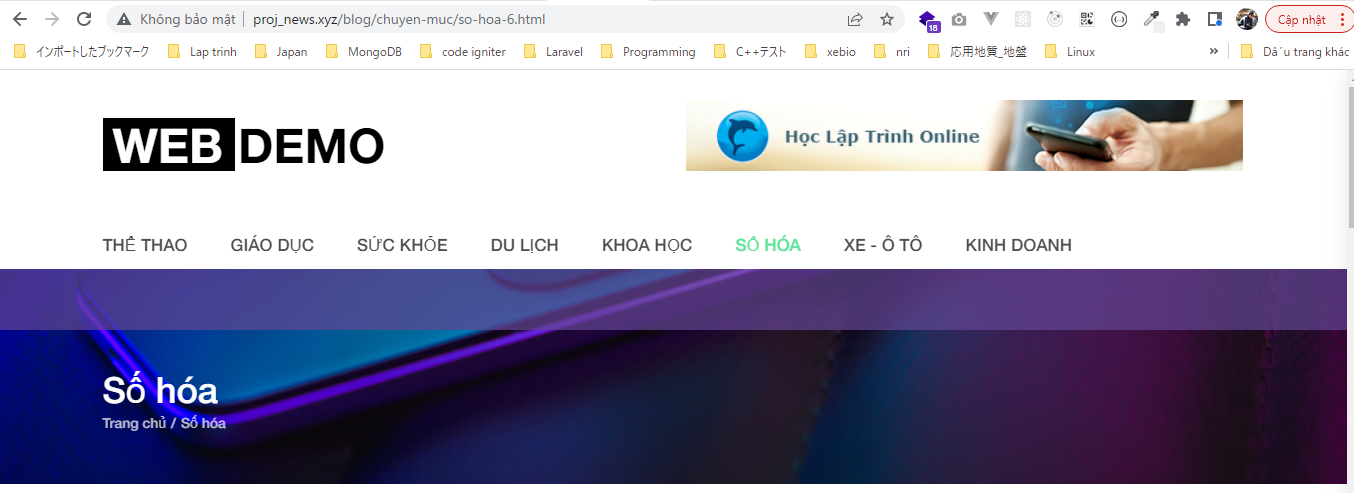 Không bảo mật proj_news.xyz/blog/chuyen-muc/so-hoa-6.html 18 Cập nhật
インポートしたブックマーク Lap trinh Japan MongoDB code igniter Laravel Programming C++テスト xebio nri 応用地質_地盤 Linux » Dấu trang khác
WEB DEMO
Học Lập Trinh Online
THỂ THAO GIÁO DỤC SỨC KHỎE DU LỊCH KHOA HỌC SỐ HÓA XE - Ô TÔ KINH DOANH
Số hóa
Trang chủ / Số hóa